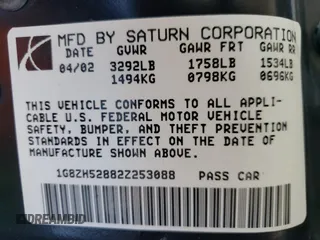 MFD BY SATURN CORPORATION
DATE GVWR GAWR FRT GAWR RR
04/02 3292LB 1758LB 1534LB
1494KG 0798KG 0696KG
THIS VEHICLE CONFORMS TO ALL APPLI-
CABLE U.S. FEDERAL MOTOR VEHICLE
SAFETY, BUMPER, AND THEFT PREVENTION
STANDARDS IN EFFECT ON THE DATE OF
MANUFACTURE SHOWN ABOVE.
1G8ZH52882Z253088 PASS CAR
DREAMBID